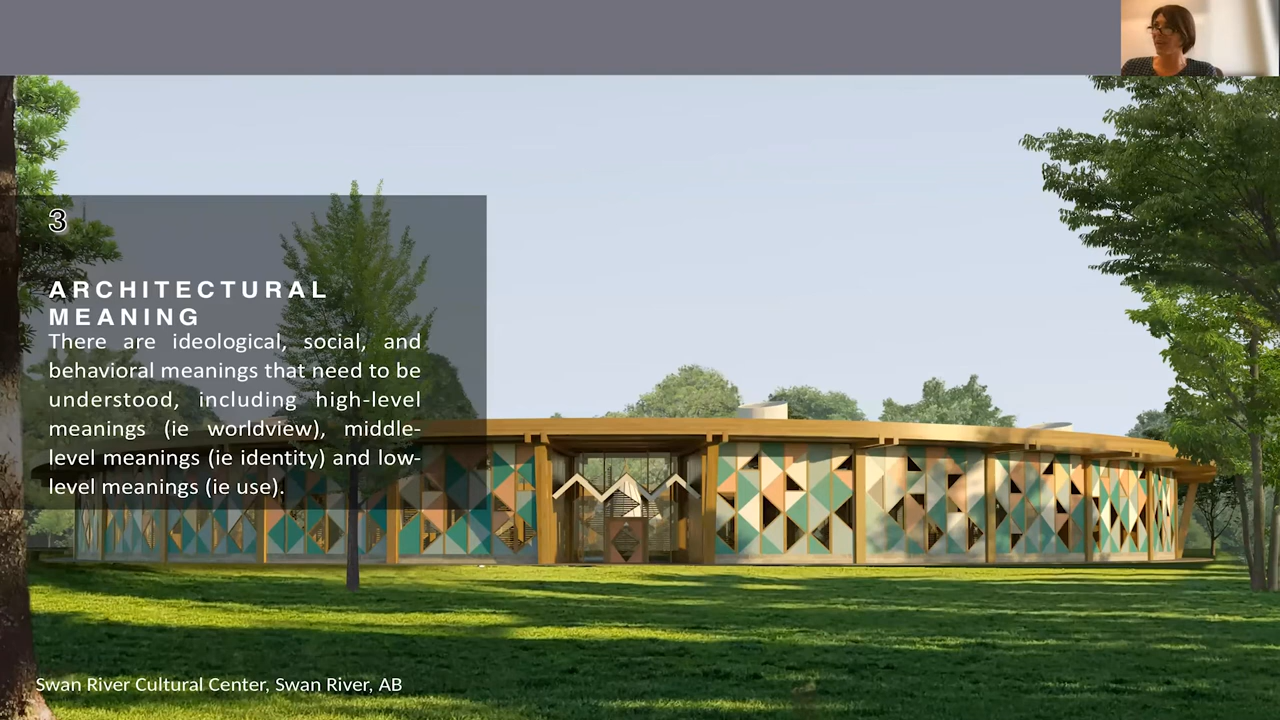 3
ARCHITECTURAL
MEANING
There are ideological, social, and
behavioral meanings that need to be
understood, including high-level
meanings (ie worldview), middle-
level meanings (ie identity) and low-
level meanings (ie use).
Swan River Cultural Center, Swan River, AB